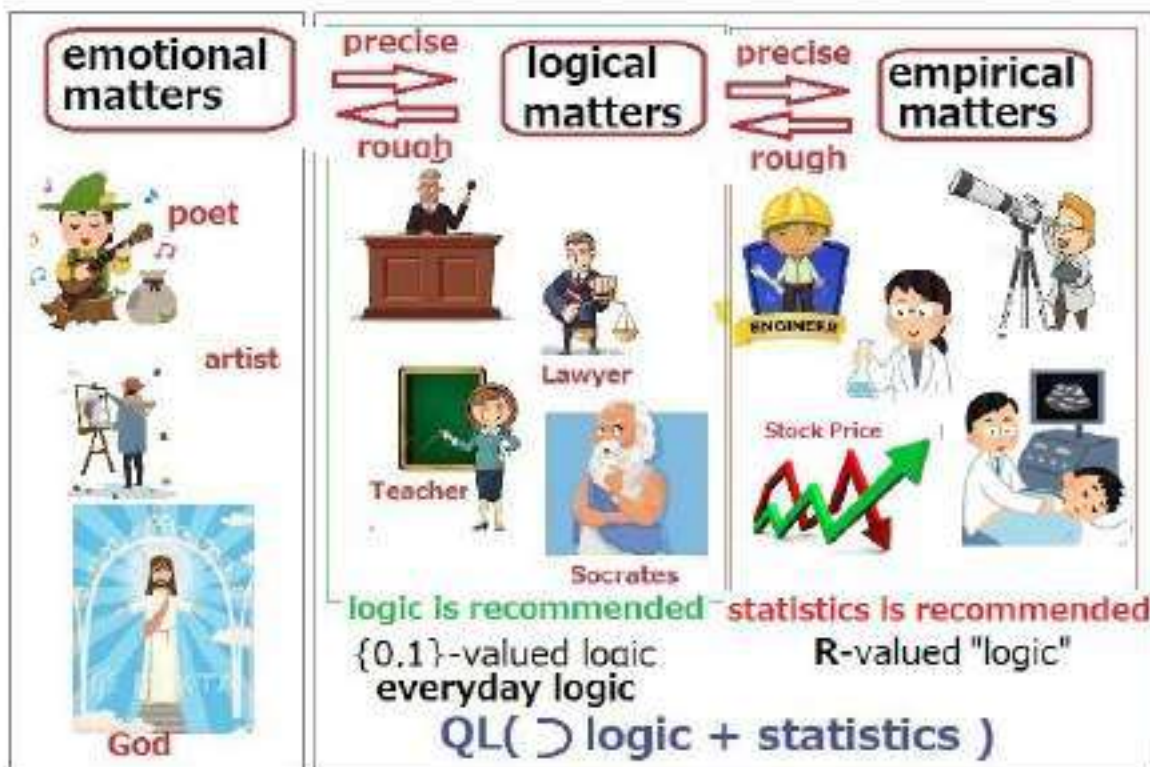 emotional
matters
poet
artist
God
precise
rough
logical
matters
Lawyer
Teacher
Socrates
logic is recommended
{0.1}-valued logic
everyday logic
precise
rough
empirical
matters
ENGINEER
Stock Price
statistics is recommended
R-valued "logic"
QL( ⊃ logic + statistics )